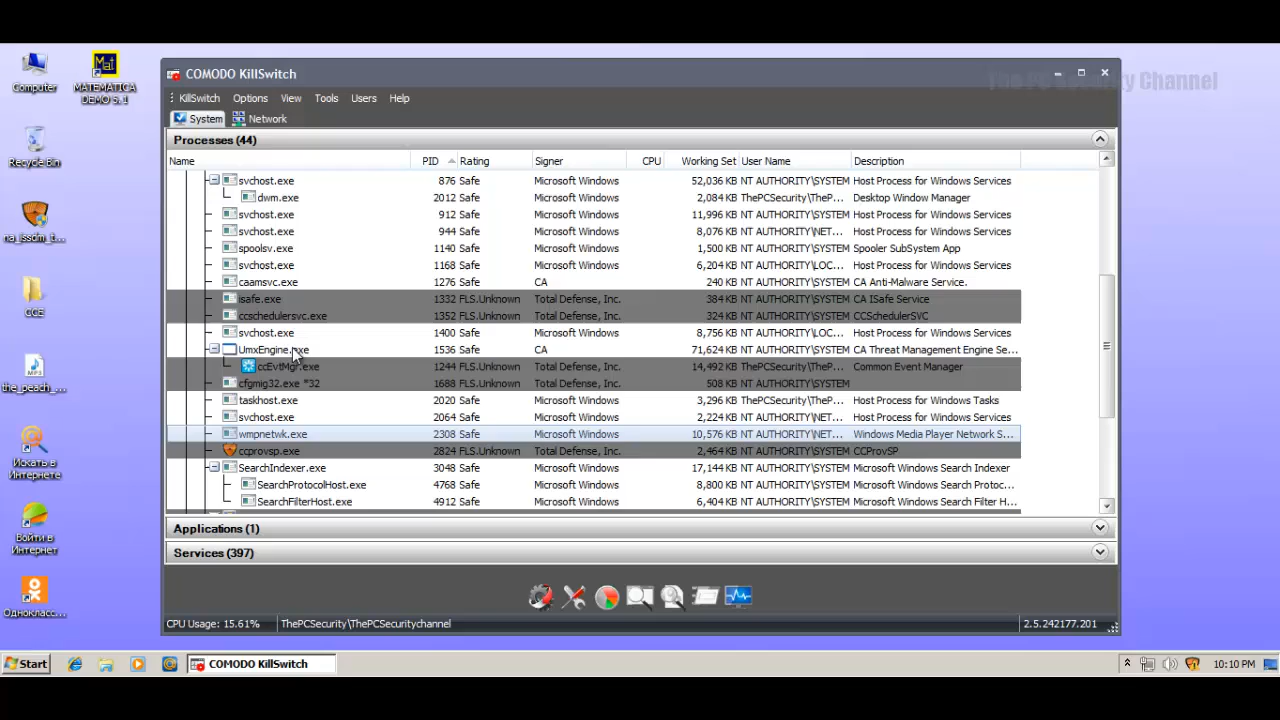 Computer
MATEMATICA
DEMO 5.1
Recycle Bin
na_issdm_t...
CCE
MP3
the_peach_...
Искать в
Интернете
Войти в
Интернет
Однокласс...
The PC Security Channel
COMODO KillSwitch
KillSwitch Options View Tools Users Help
System Network
Processes (44)
Name PID Rating Signer CPU Working Set User Name Description
svchost.exe 876 Safe Microsoft Windows 52,036 KB NT AUTHORITY\SYSTEM Host Process for Windows Services
dwm.exe 2012 Safe Microsoft Windows 2,084 KB ThePCSecurity\TheP... Desktop Window Manager
svchost.exe 912 Safe Microsoft Windows 11,996 KB NT AUTHORITY\SYSTEM Host Process for Windows Services
svchost.exe 944 Safe Microsoft Windows 8,076 KB NT AUTHORITY\NET... Host Process for Windows Services
spoolsv.exe 1140 Safe Microsoft Windows 1,500 KB NT AUTHORITY\SYSTEM Spooler SubSystem App
svchost.exe 1168 Safe Microsoft Windows 6,204 KB NT AUTHORITY\LOC... Host Process for Windows Services
caamsvc.exe 1276 Safe CA 240 KB NT AUTHORITY\SYSTEM CA Anti-Malware Service.
isafe.exe 1332 FLS.Unknown Total Defense, Inc. 384 KB NT AUTHORITY\SYSTEM CA ISafe Service
ccschedulersvc.exe 1352 FLS.Unknown Total Defense, Inc. 324 KB NT AUTHORITY\SYSTEM CCSchedulerSVC
svchost.exe 1400 Safe Microsoft Windows 8,756 KB NT AUTHORITY\LOC... Host Process for Windows Services
UmxEngine.exe 1536 Safe CA 71,624 KB NT AUTHORITY\SYSTEM CA Threat Management Engine Se...
ccEvtMgr.exe 1244 FLS.Unknown Total Defense, Inc. 14,492 KB ThePCSecurity\TheP... Common Event Manager
cfgmig32.exe *32 1688 FLS.Unknown 508 KB NT AUTHORITY\SYSTEM
taskhost.exe 2020 Safe Microsoft Windows 3,296 KB ThePCSecurity\TheP... Host Process for Windows Tasks
svchost.exe 2064 Safe Microsoft Windows 2,224 KB NT AUTHORITY\NET... Host Process for Windows Services
wmpnetwk.exe 2308 Safe Microsoft Windows 10,576 KB NT AUTHORITY\NET... Windows Media Player Network S...
ccprovsp.exe 2824 FLS.Unknown Total Defense, Inc. 2,464 KB NT AUTHORITY\SYSTEM CCProvSP
SearchIndexer.exe 3048 Safe Microsoft Windows 17,144 KB NT AUTHORITY\SYSTEM Microsoft Windows Search Indexer
SearchProtocolHost.exe 4768 Safe Microsoft Windows 8,800 KB NT AUTHORITY\SYSTEM Microsoft Windows Search Protoc...
SearchFilterHost.exe 4912 Safe Microsoft Windows 6,404 KB NT AUTHORITY\SYSTEM Microsoft Windows Search Filter H...
Applications (1)
Services (397)
CPU Usage: 15.61% ThePCSecurity\ThePCSecuritychannel 2.5.242177.201
Start COMODO KillSwitch 10:10 PM